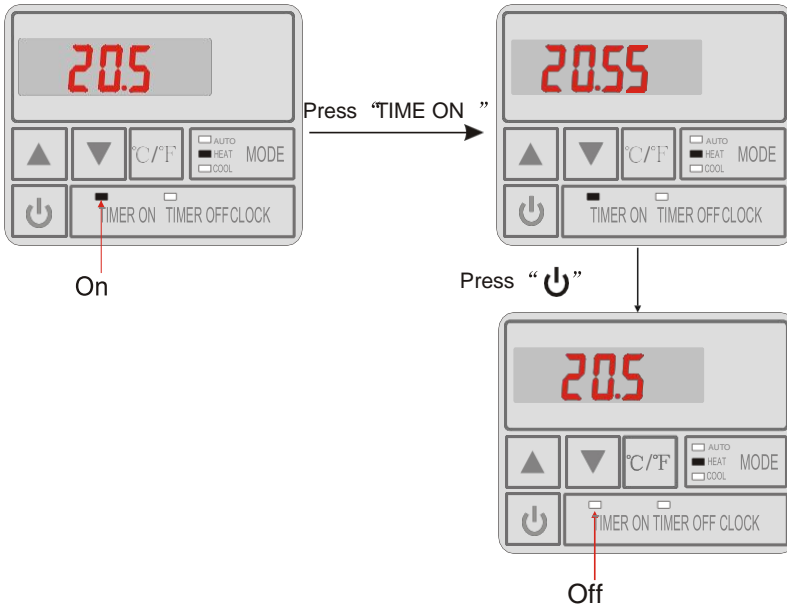 20.5
℃/℉
AUTO
HEAT
COOL
MODE
TIMER ON TIMER OFF CLOCK
On
Press “TIME ON ”
20.55
℃/℉
AUTO
HEAT
COOL
MODE
TIMER ON TIMER OFF CLOCK
Press “ ”
20.5
℃/℉
AUTO
HEAT
COOL
MODE
TIMER ON TIMER OFF CLOCK
Off